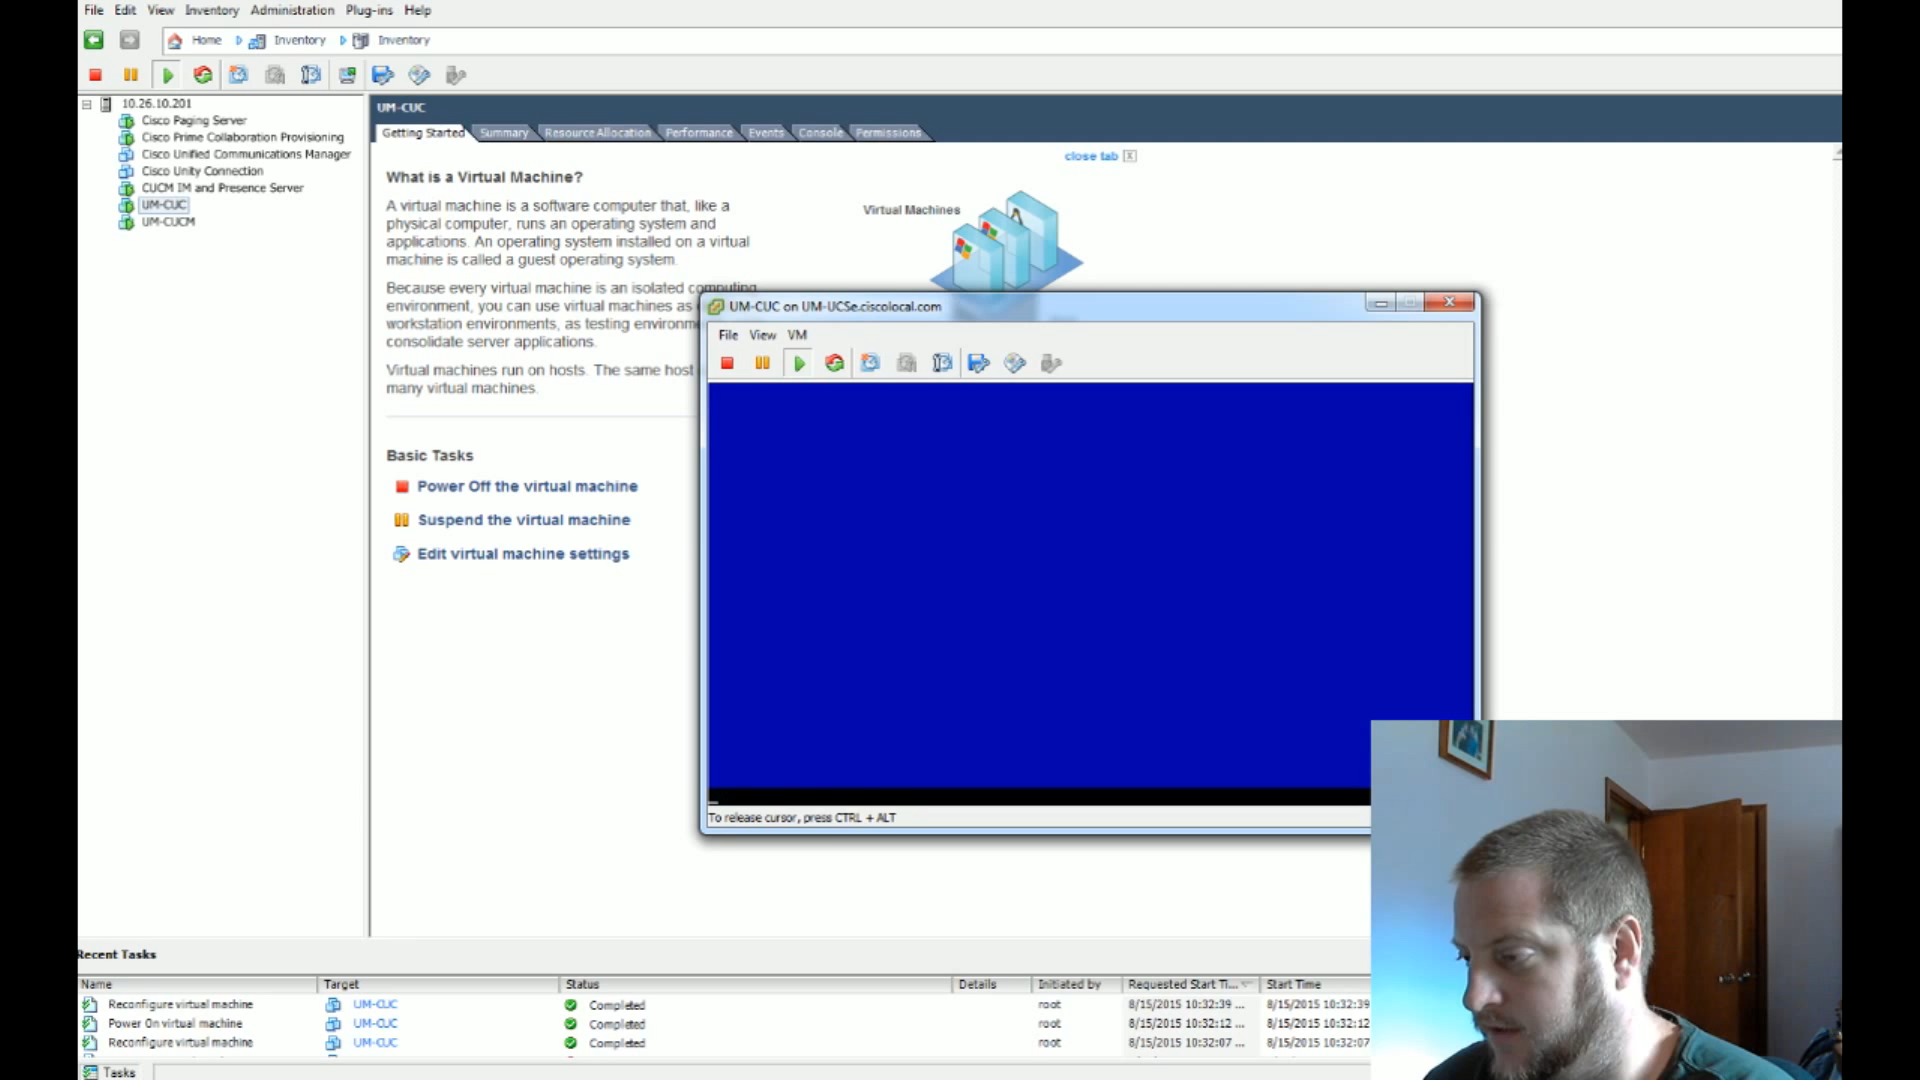 File Edit View Inventory Administration Plug-ins Help
Home Inventory Inventory
10.26.10.201
Cisco Paging Server
Cisco Prime Collaboration Provisioning
Cisco Unified Communications Manager
Cisco Unity Connection
CUCM IM and Presence Server
UM-CUC
UM-CUCM
UM-CUC
Getting Started Summary Resource Allocation Performance Events Console Permissions
close tab
What is a Virtual Machine?
A virtual machine is a software computer that, like a
physical computer, runs an operating system and
applications. An operating system installed on a virtual
machine is called a guest operating system.
Because every virtual machine is an isolated computing
environment, you can use virtual machines as
workstation environments, as testing
consolidate server applications.
Virtual machines run on hosts. The same host
many virtual machines.
Virtual Machines
Basic Tasks
Power Off the virtual machine
Suspend the virtual machine
Edit virtual machine settings
UM-CUC on UM-UCSe.ciscolocal.com
File View VM
To release cursor, press CTRL + ALT
Recent Tasks
Name Target Status Details Initiated by Requested Start Ti... Start Time
Reconfigure virtual machine UM-CUC Completed root 8/15/2015 10:32:39 ... 8/15/2015 10:32:39
Power On virtual machine UM-CUC Completed root 8/15/2015 10:32:12 ... 8/15/2015 10:32:12
Reconfigure virtual machine UM-CUC Completed root 8/15/2015 10:32:07 ... 8/15/2015 10:32:07
Tasks